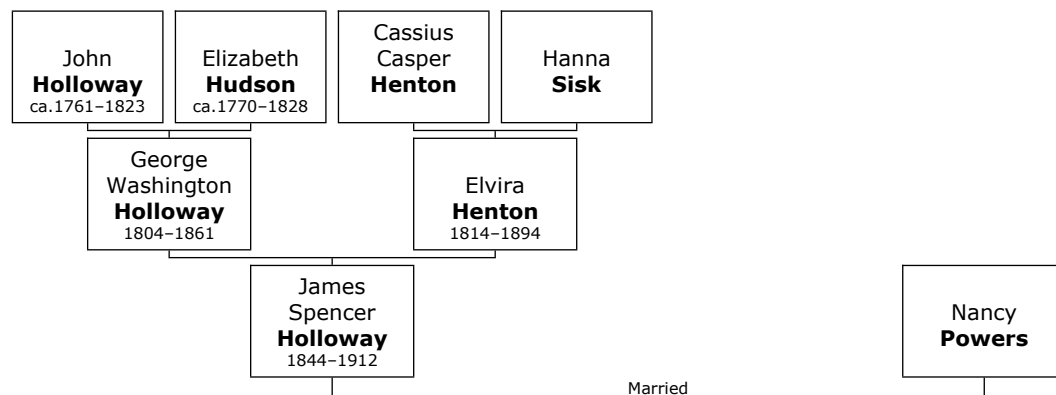 John
Holloway
ca.1761–1823
Elizabeth
Hudson
ca.1770–1828
Cassius
Casper
Henton
Hanna
Sisk
George
Washington
Holloway
1804–1861
Elvira
Henton
1814–1894
James
Spencer
Holloway
1844–1912
Nancy
Powers
Married